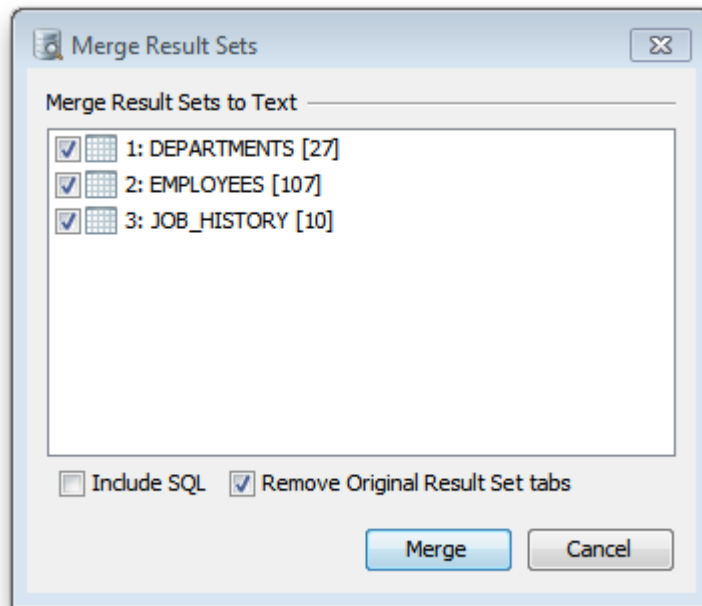 Merge Result Sets
Merge Result Sets to Text
1: DEPARTMENTS [27]
2: EMPLOYEES [107]
3: JOB_HISTORY [10]
Include SQL Remove Original Result Set tabs
Merge Cancel